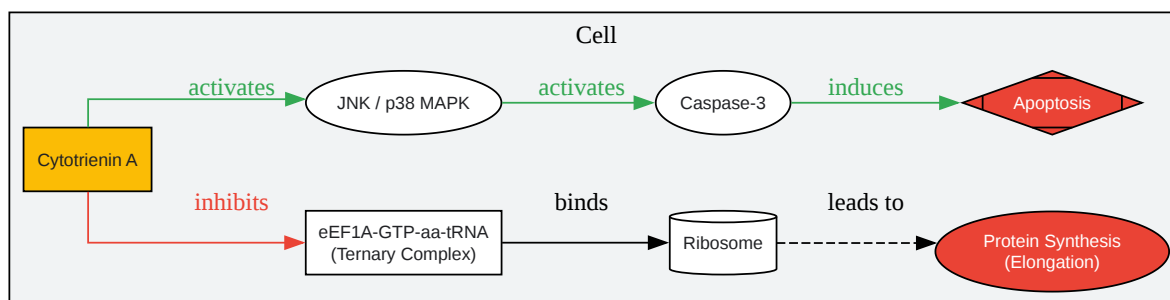 Cell
activates
activates
induces
JNK / p38 MAPK
Caspase-3
Apoptosis
Cytotrienin A
inhibits
binds
leads to
eEF1A-GTP-aa-tRNA
(Ternary Complex)
Ribosome
Protein Synthesis
(Elongation)